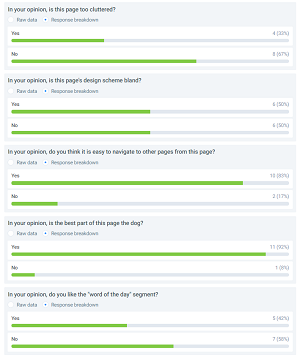 In your opinion, is this page too cluttered?
Raw data • Response breakdown
Yes 4 (33%)
No 8 (67%)
In your opinion, is this page's design scheme bland?
Raw data • Response breakdown
Yes 6 (50%)
No 6 (50%)
In your opinion, do you think it is easy to navigate to other pages from this page?
Raw data • Response breakdown
Yes 10 (83%)
No 2 (17%)
In your opinion, is the best part of this page the dog?
Raw data • Response breakdown
Yes 11 (92%)
No 1 (8%)
In your opinion, do you like the "word of the day" segment?
Raw data • Response breakdown
Yes 5 (42%)
No 7 (58%)